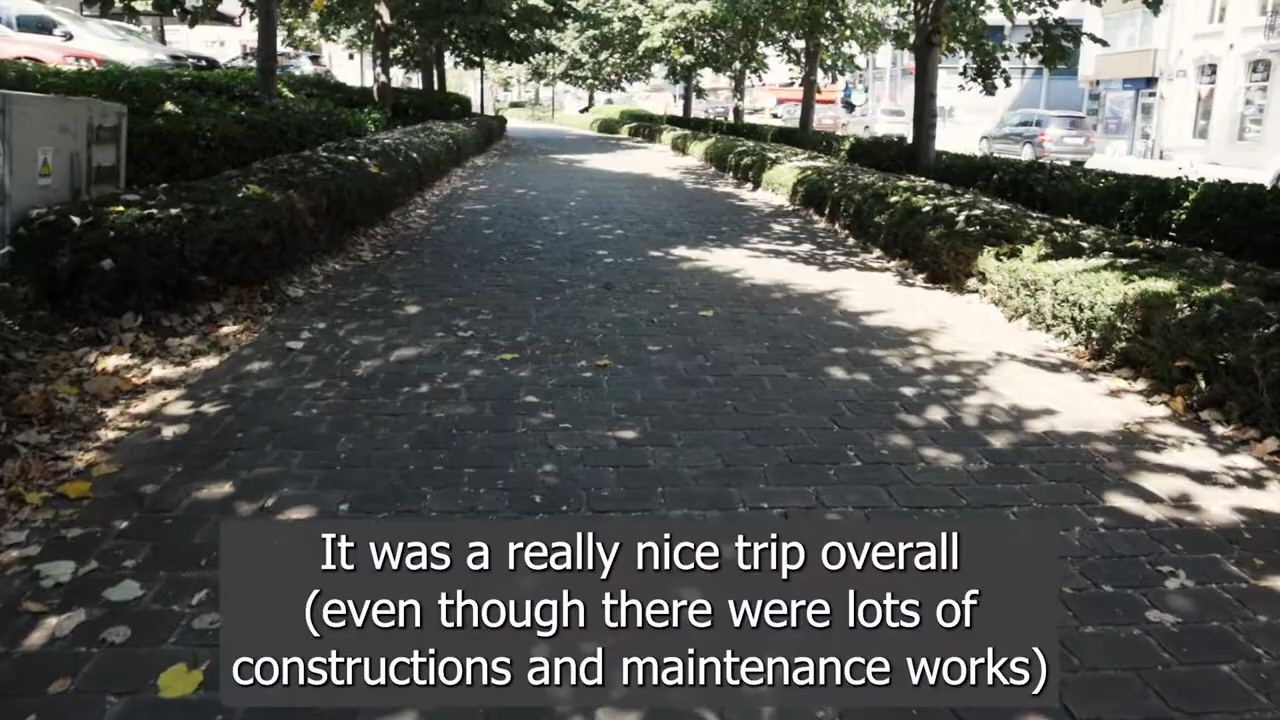 It was a really nice trip overall
(even though there were lots of
constructions and maintenance works)